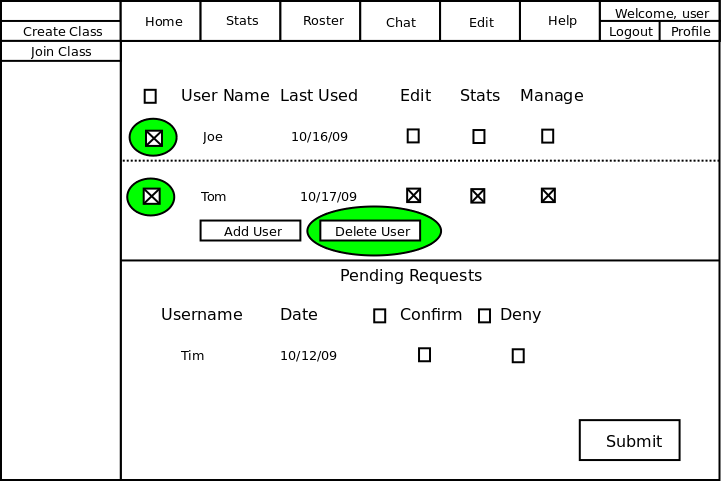 Home Stats Roster Chat Edit Help Welcome, user
Create Class Logout Profile
Join Class
User Name Last Used Edit Stats Manage
Joe 10/16/09
Tom 10/17/09
Add User Delete User
Pending Requests
Username Date Confirm Deny
Tim 10/12/09
Submit